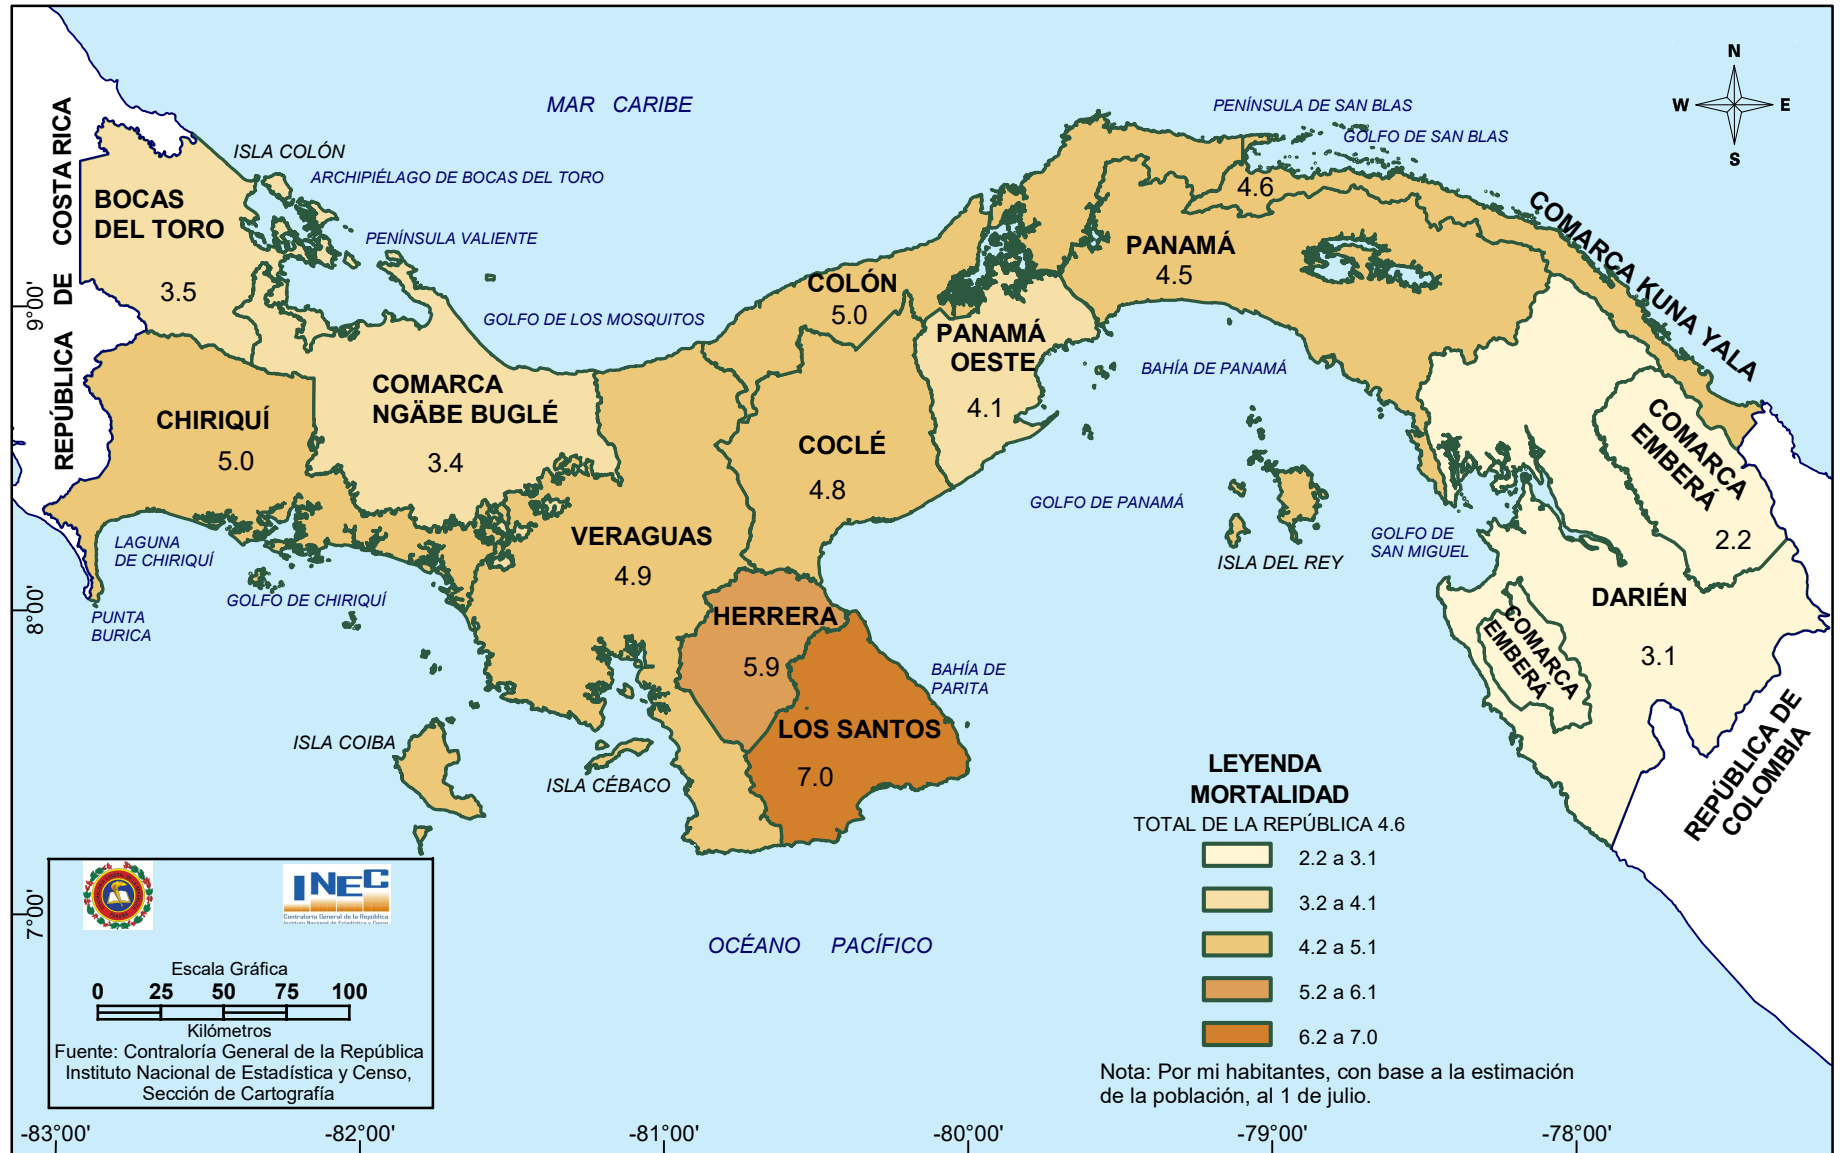 MAR CARIBE
PENÍNSULA DE SAN BLAS
GOLFO DE SAN BLAS
N
W
E
S
REPÚBLICA DE COSTA RICA
ISLA COLÓN
ARCHIPIÉLAGO DE BOCAS DEL TORO
BOCAS
DEL TORO
3.5
PENÍNSULA VALIENTE
GOLFO DE LOS MOSQUITOS
COLÓN
5.0
PANAMÁ
4.5
4.6
COMARCA KUNA YALA
PANAMÁ
OESTE
4.1
BAHÍA DE PANAMÁ
CHIRIQUÍ
5.0
COMARCA
NGÄBE BUGLÉ
3.4
COCLÉ
4.8
VERAGUAS
4.9
GOLFO DE PANAMÁ
ISLA DEL REY
GOLFO DE
SAN MIGUEL
COMARCA
EMBERÁ
2.2
DARIÉN
3.1
COMARCA
EMBERÁ
LAGUNA
DE CHIRIQUÍ
PUNTA
BURICA
GOLFO DE CHIRIQUÍ
HERRERA
5.9
BAHÍA DE
PARITA
LOS SANTOS
7.0
ISLA COIBA
ISLA CÉBACO
REPÚBLICA DE
COLOMBIA
LEYENDA
MORTALIDAD
TOTAL DE LA REPÚBLICA 4.6
2.2 a 3.1
3.2 a 4.1
4.2 a 5.1
5.2 a 6.1
6.2 a 7.0
Nota: Por mi habitantes, con base a la estimación
de la población, al 1 de julio.
OCÉANO PACÍFICO
INEC
Contraloría General de la República
Instituto Nacional de Estadística y Censo
Escala Gráfica
0 25 50 75 100
Kilómetros
Fuente: Contraloría General de la República
Instituto Nacional de Estadística y Censo,
Sección de Cartografía
9°00'
8°00'
7°00'
-83°00' -82°00' -81°00' -80°00' -79°00' -78°00'